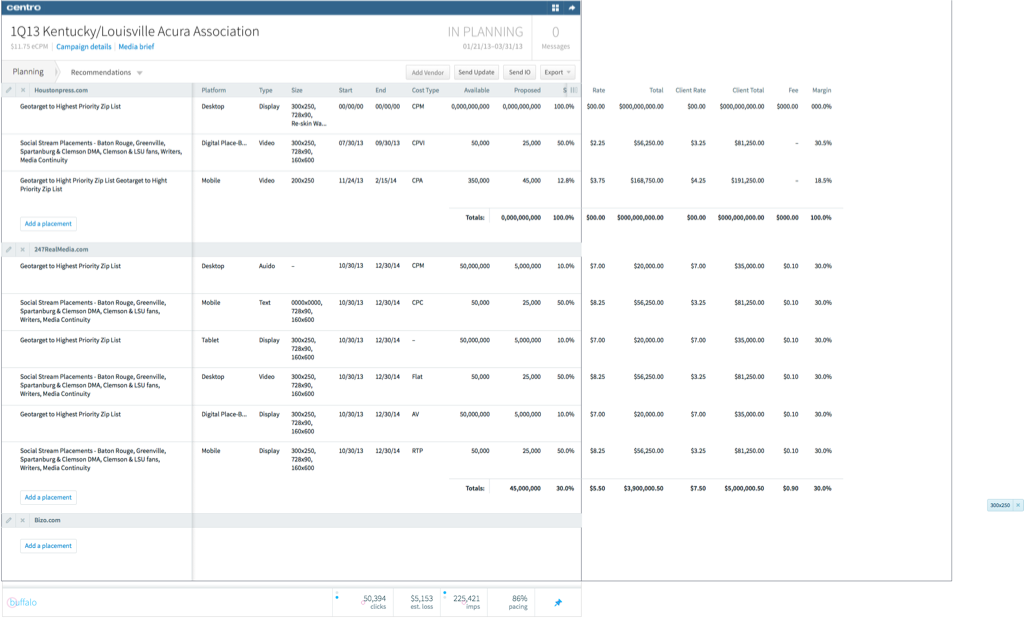 centro
1Q13 Kentucky/Louisville Acura Association
IN PLANNING
0
$11.75 eCPM Campaign details Media brief
01/21/13-03/31/13
Messages
Planning Recommendations
Add Vendor Send Update Send IO Export
Houstenpress.com Platform Type Size Start End Cost Type Available Proposed S Rate Total Client Rate Client Total Fee Margin
Geotarget to Highest Priority Zip List Desktop Display 300x250, 00/00/00 00/00/00 CPM 0,000,000,000 0,000,000,000 100.0% $00.00 $000,000,000.00 $00.00 $000,000,000.00 $000.00 000.0%
728x90,
Re-skin Wa...
Social Stream Placements - Baton Rouge, Greenville, Digital Place-B... Video 300x250, 07/30/13 09/30/13 CPVI 50,000 25,000 50.0% $2.25 $56,250.00 $3.25 $81,250.00 - 30.5%
Spartanburg & Clemson DMA, Clemson & LSU fans, Writers, 728x90,
Media Continuity 160x600
Geotarget to Hight Priority Zip List Geotarget to Hight Mobile Video 200x250 11/24/13 2/15/14 CPA 350,000 45,000 12.8% $3.75 $168,750.00 $4.25 $191,250.00 - 18.5%
Priority Zip List
Totals: 0,000,000,000 100.0% $00.00 $000,000,000.00 $00.00 $000,000,000.00 $000.00 100.0%
Add a placement
247RealMedia.com
Geotarget to Highest Priority Zip List Desktop Auido - 10/30/13 12/30/14 CPM 50,000,000 5,000,000 10.0% $7.00 $20,000.00 $7.00 $35,000.00 $0.10 30.0%
Social Stream Placements - Baton Rouge, Greenville, Mobile Text 0000x0000, 10/30/13 12/30/14 CPC 50,000 25,000 50.0% $8.25 $56,250.00 $3.25 $81,250.00 $0.10 30.0%
Spartanburg & Clemson DMA, Clemson & LSU fans, 728x90,
Writers, Media Continuity 160x600
Geotarget to Highest Priority Zip List Tablet Display 300x250, 10/30/13 12/30/14 - 50,000,000 5,000,000 10.0% $7.00 $20,000.00 $7.00 $35,000.00 $0.10 30.0%
728x90,
160x600
Social Stream Placements - Baton Rouge, Greenville, Desktop Video 300x250, 10/30/13 12/30/14 Flat 50,000 25,000 50.0% $8.25 $56,250.00 $3.25 $81,250.00 $0.10 30.0%
Spartanburg & Clemson DMA, Clemson & LSU fans, 728x90,
Writers, Media Continuity 160x600
Geotarget to Highest Priority Zip List Digital Place-B... Display 300x250, 10/30/13 12/30/14 AV 50,000,000 5,000,000 10.0% $7.00 $20,000.00 $7.00 $35,000.00 $0.10 30.0%
728x90,
160x600
Social Stream Placements - Baton Rouge, Greenville, Mobile Display 300x250, 10/30/13 12/30/14 RTP 50,000 25,000 50.0% $8.25 $56,250.00 $3.25 $81,250.00 $0.10 30.0%
Spartanburg & Clemson DMA, Clemson & LSU fans, 728x90,
Writers, Media Continuity 160x600
Totals: 45,000,000 30.0% $5.50 $3,900,000.50 $7.50 $5,000,000.50 $0.90 30.0%
Add a placement
300x250
Bizo.com
Add a placement
buffalo
50,394 $5,153 225,421 86%
clicks est. loss imps pacing